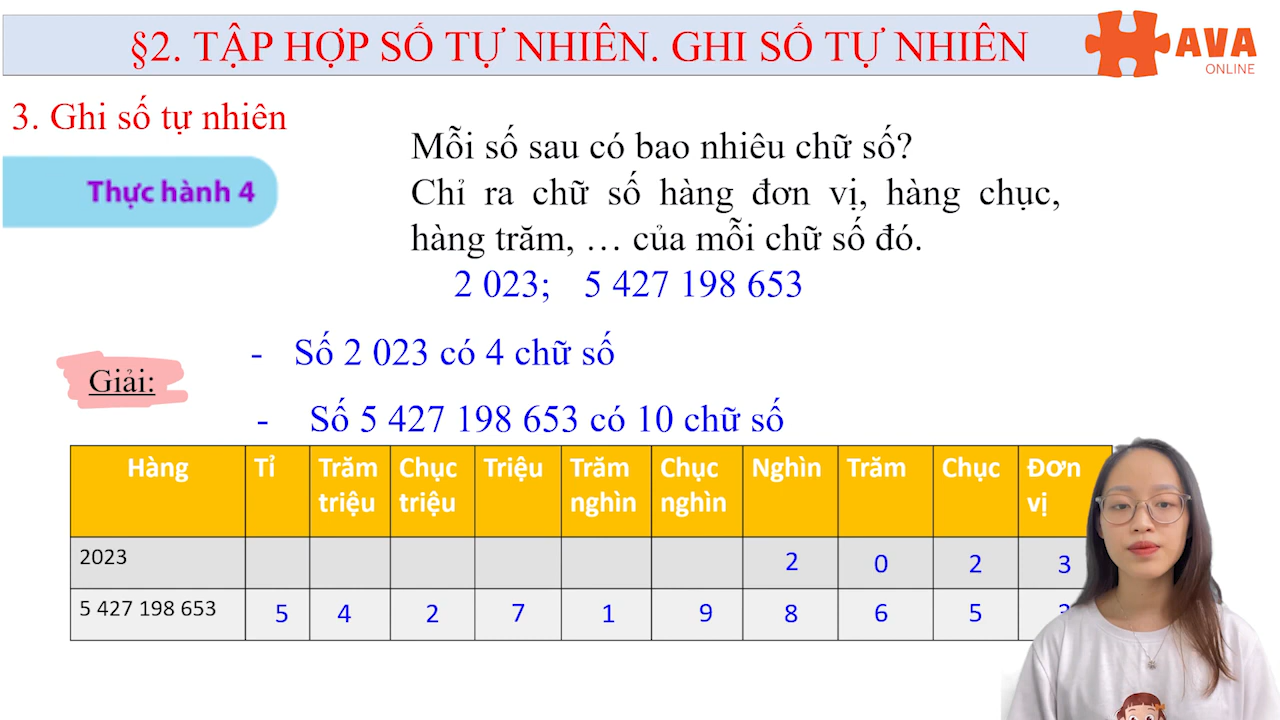 §2. TẬP HỢP SỐ TỰ NHIÊN. GHI SỐ TỰ NHIÊN
AVA
ONLINE
3. Ghi số tự nhiên
Thực hành 4
Mỗi số sau có bao nhiêu chữ số?
Chỉ ra chữ số hàng đơn vị, hàng chục,
hàng trăm, … của mỗi chữ số đó.
2 023; 5 427 198 653
Giải:
- Số 2 023 có 4 chữ số
- Số 5 427 198 653 có 10 chữ số
Hàng Tỉ Trăm triệu Chục triệu Triệu Trăm nghìn Chục nghìn Nghìn Trăm Chục Đơn vị
2023 2 0 2 3
5 427 198 653 5 4 2 7 1 9 8 6 5